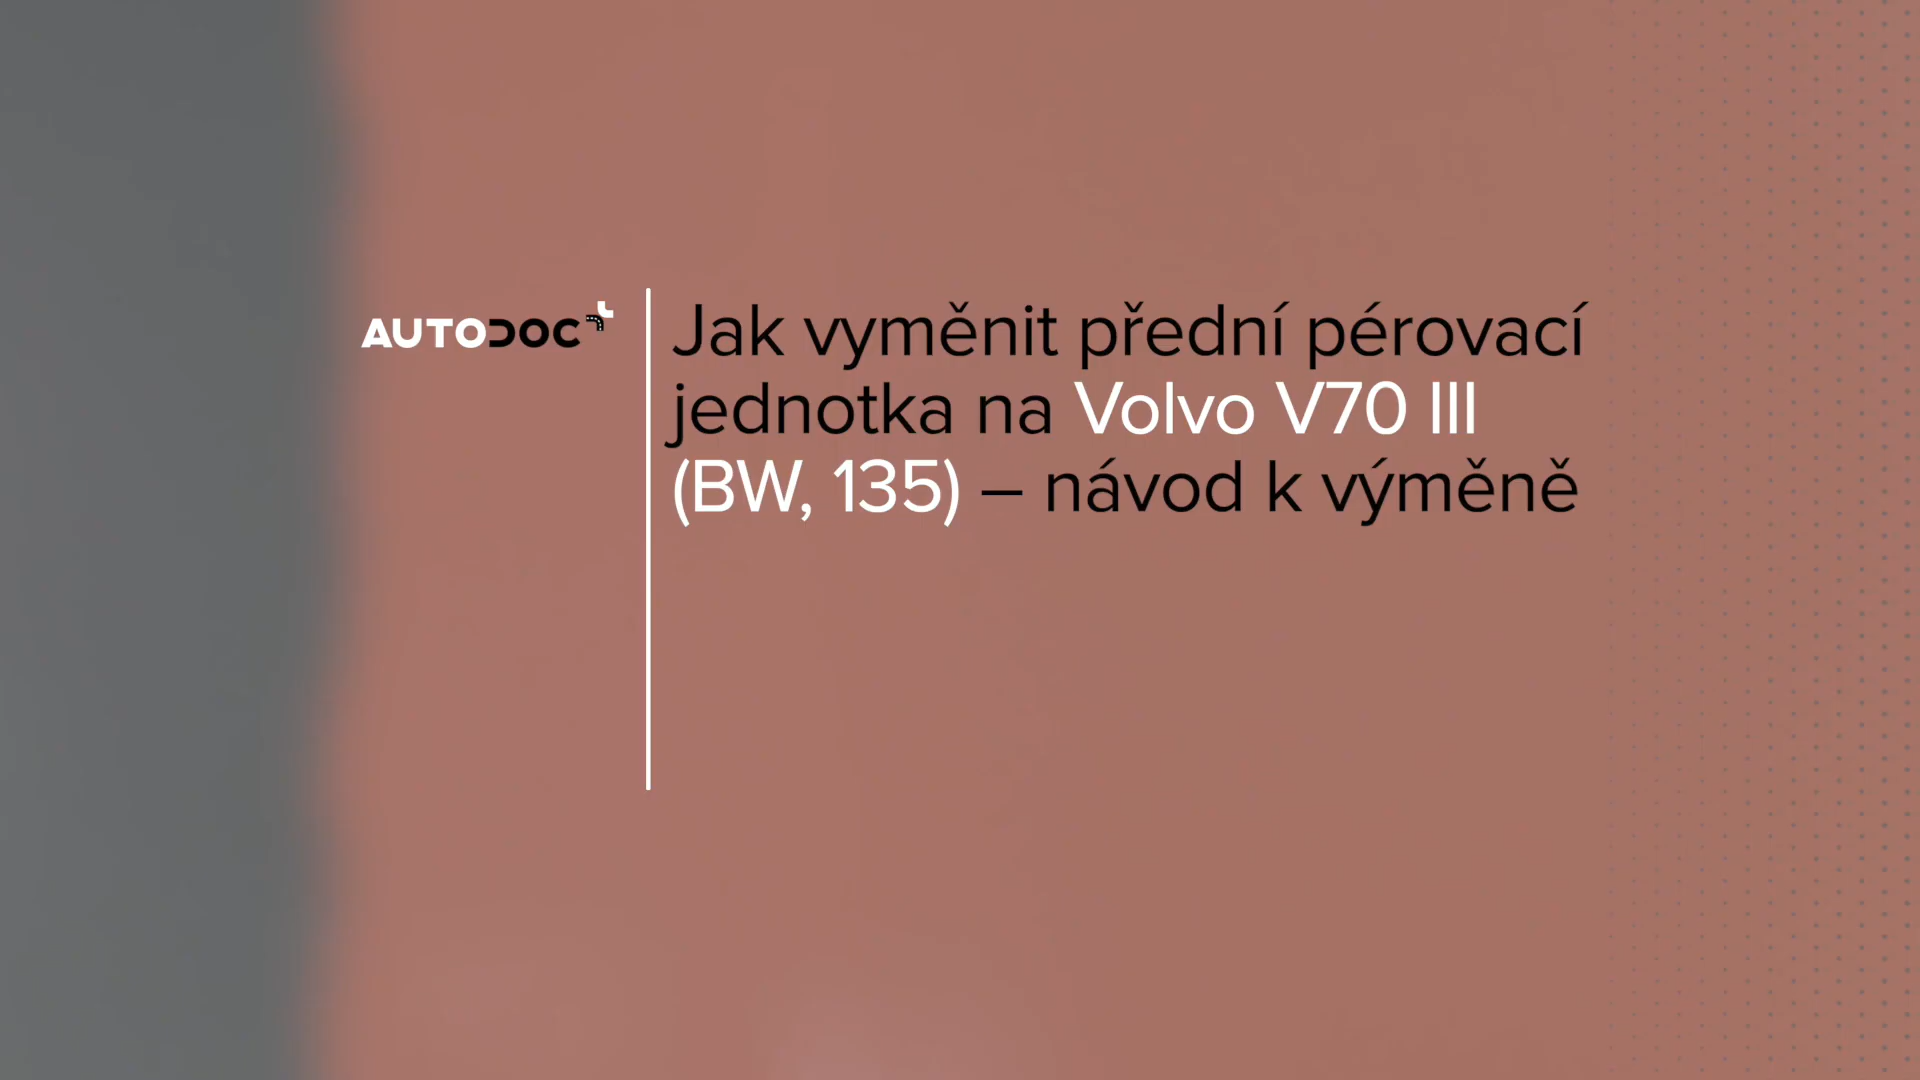 AUTODOC
Jak vyměnit přední pérovací
jednotka na Volvo V70 III
(BW, 135) – návod k výměně